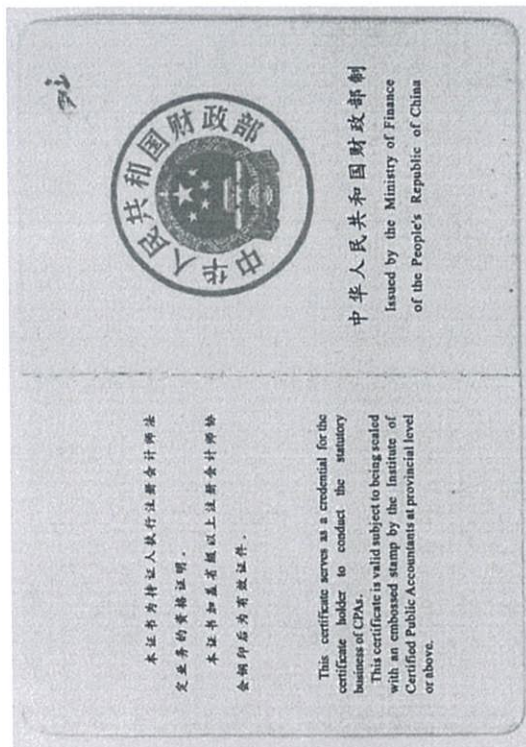 本证书为持证人执行注册会计师法
定业务的资格证明。
本证书加盖省级以上注册会计师协
会钢印后为有效证件。
This certificate serves as a credential for the
certificate holder to conduct the statutory
business of CPAs.
This certificate is valid subject to being sealed
with an embossed stamp by the Institute of
Certified Public Accountants at provincial level
or above.
中华人民共和国财政部
中华人民共和国财政部制
Issued by the Ministry of Finance
of the People's Republic of China